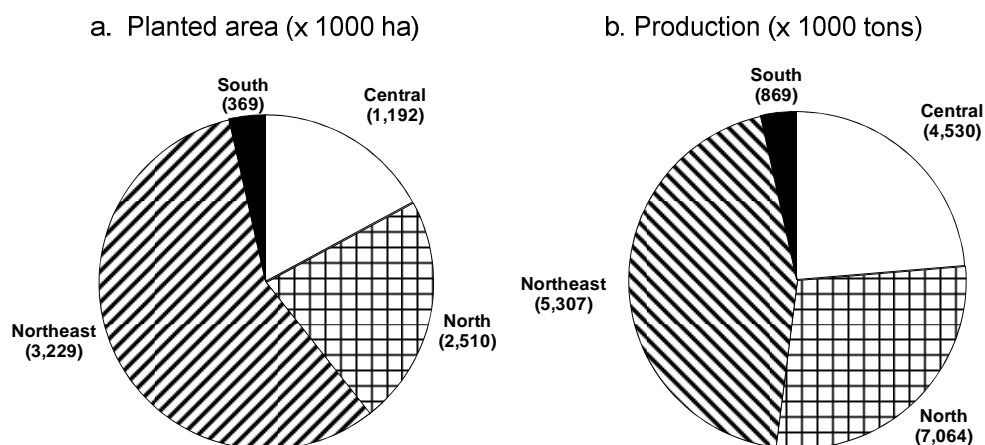 a. Planted area (x 1000 ha)
South
(369)
Central
(1,192)
North
(2,510)
Northeast
(3,229)
b. Production (x 1000 tons)
South
(869)
Central
(4,530)
Northeast
(5,307)
North
(7,064)